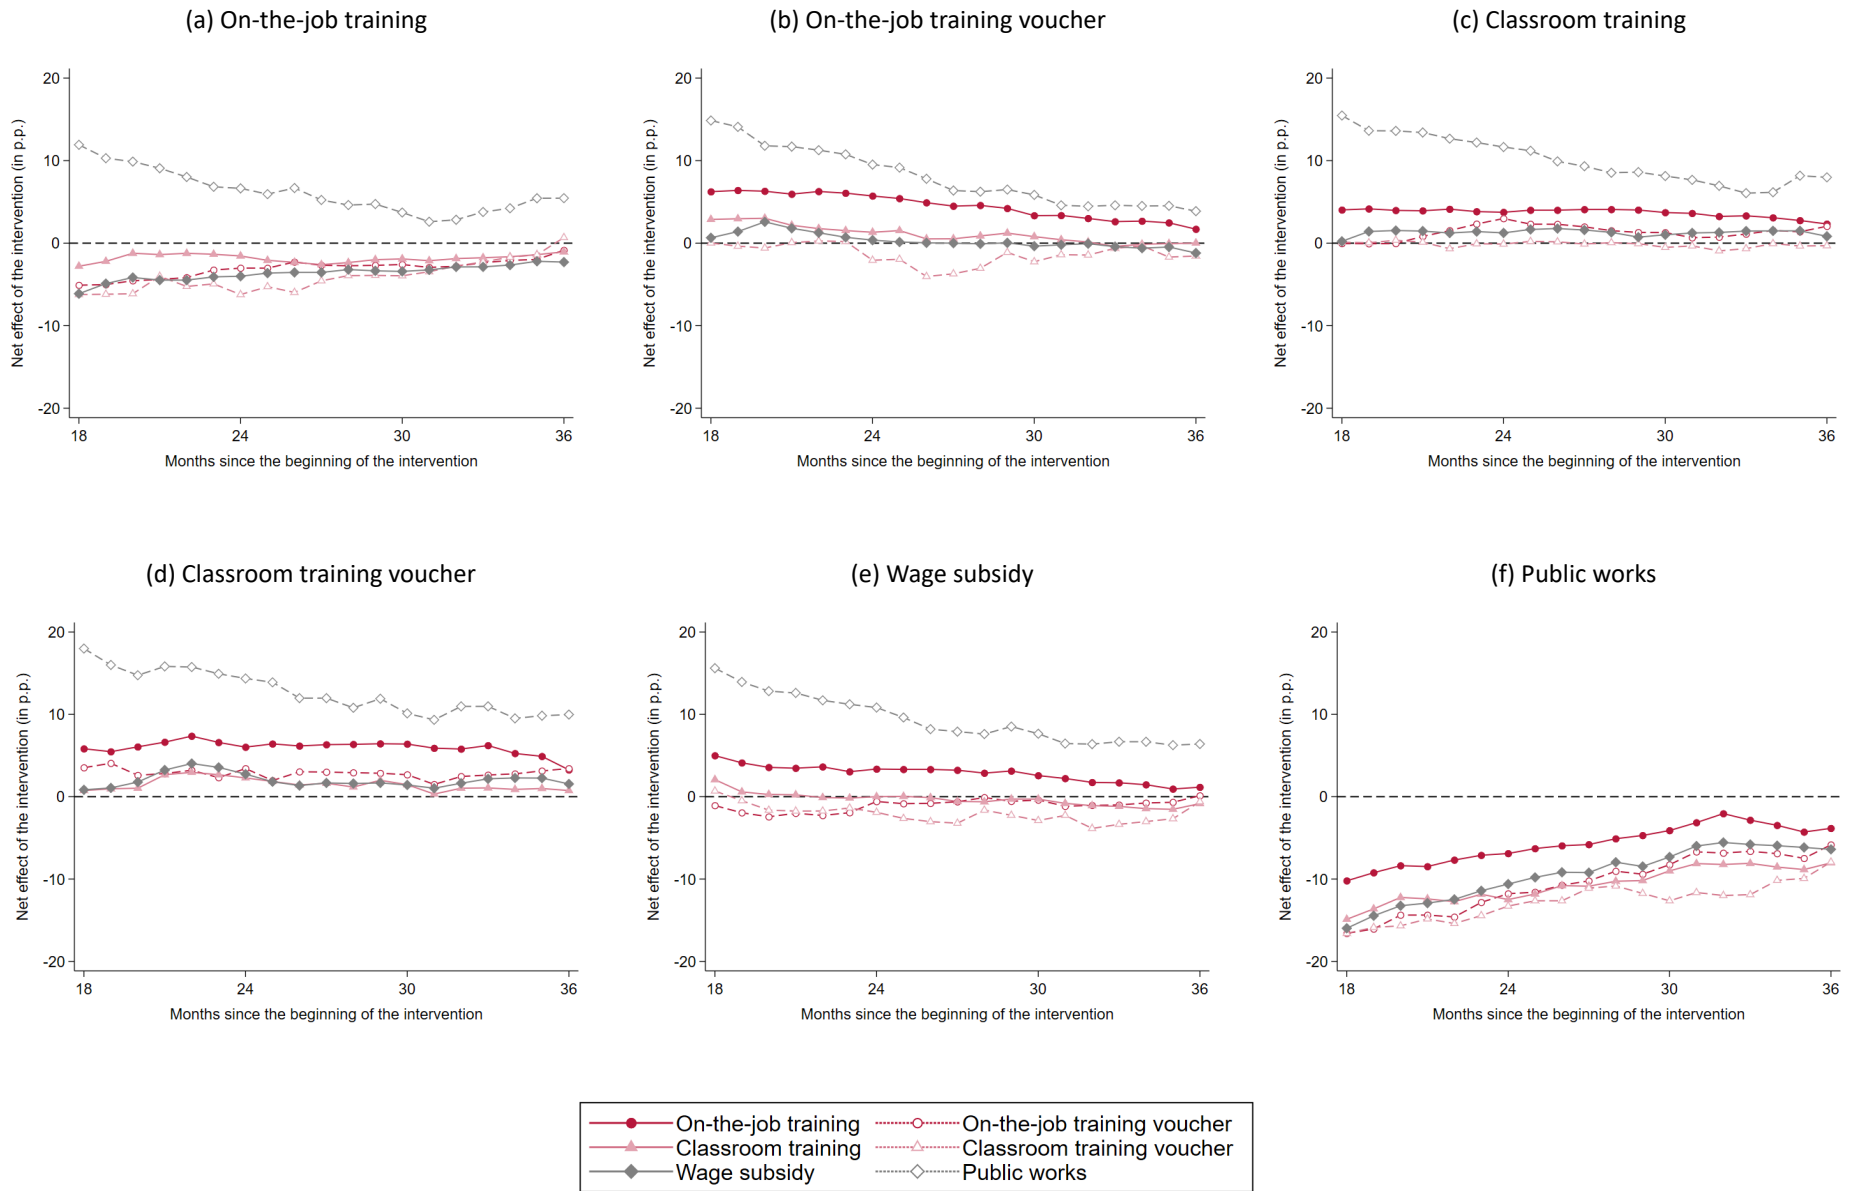 (a) On-the-job training
(b) On-the-job training voucher
(c) Classroom training
Net effect of the intervention (in p.p.)
20
10
0
-10
-20
18
24
30
36
Months since the beginning of the intervention
Net effect of the intervention (in p.p.)
20
10
0
-10
-20
18
24
30
36
Months since the beginning of the intervention
Net effect of the intervention (in p.p.)
20
10
0
-10
-20
18
24
30
36
Months since the beginning of the intervention
(d) Classroom training voucher
(e) Wage subsidy
(f) Public works
Net effect of the intervention (in p.p.)
20
10
0
-10
-20
18
24
30
36
Months since the beginning of the intervention
Net effect of the intervention (in p.p.)
20
10
0
-10
-20
18
24
30
36
Months since the beginning of the intervention
Net effect of the intervention (in p.p.)
20
10
0
-10
-20
18
24
30
36
Months since the beginning of the intervention
On-the-job training
On-the-job training voucher
Classroom training
Classroom training voucher
Wage subsidy
Public works